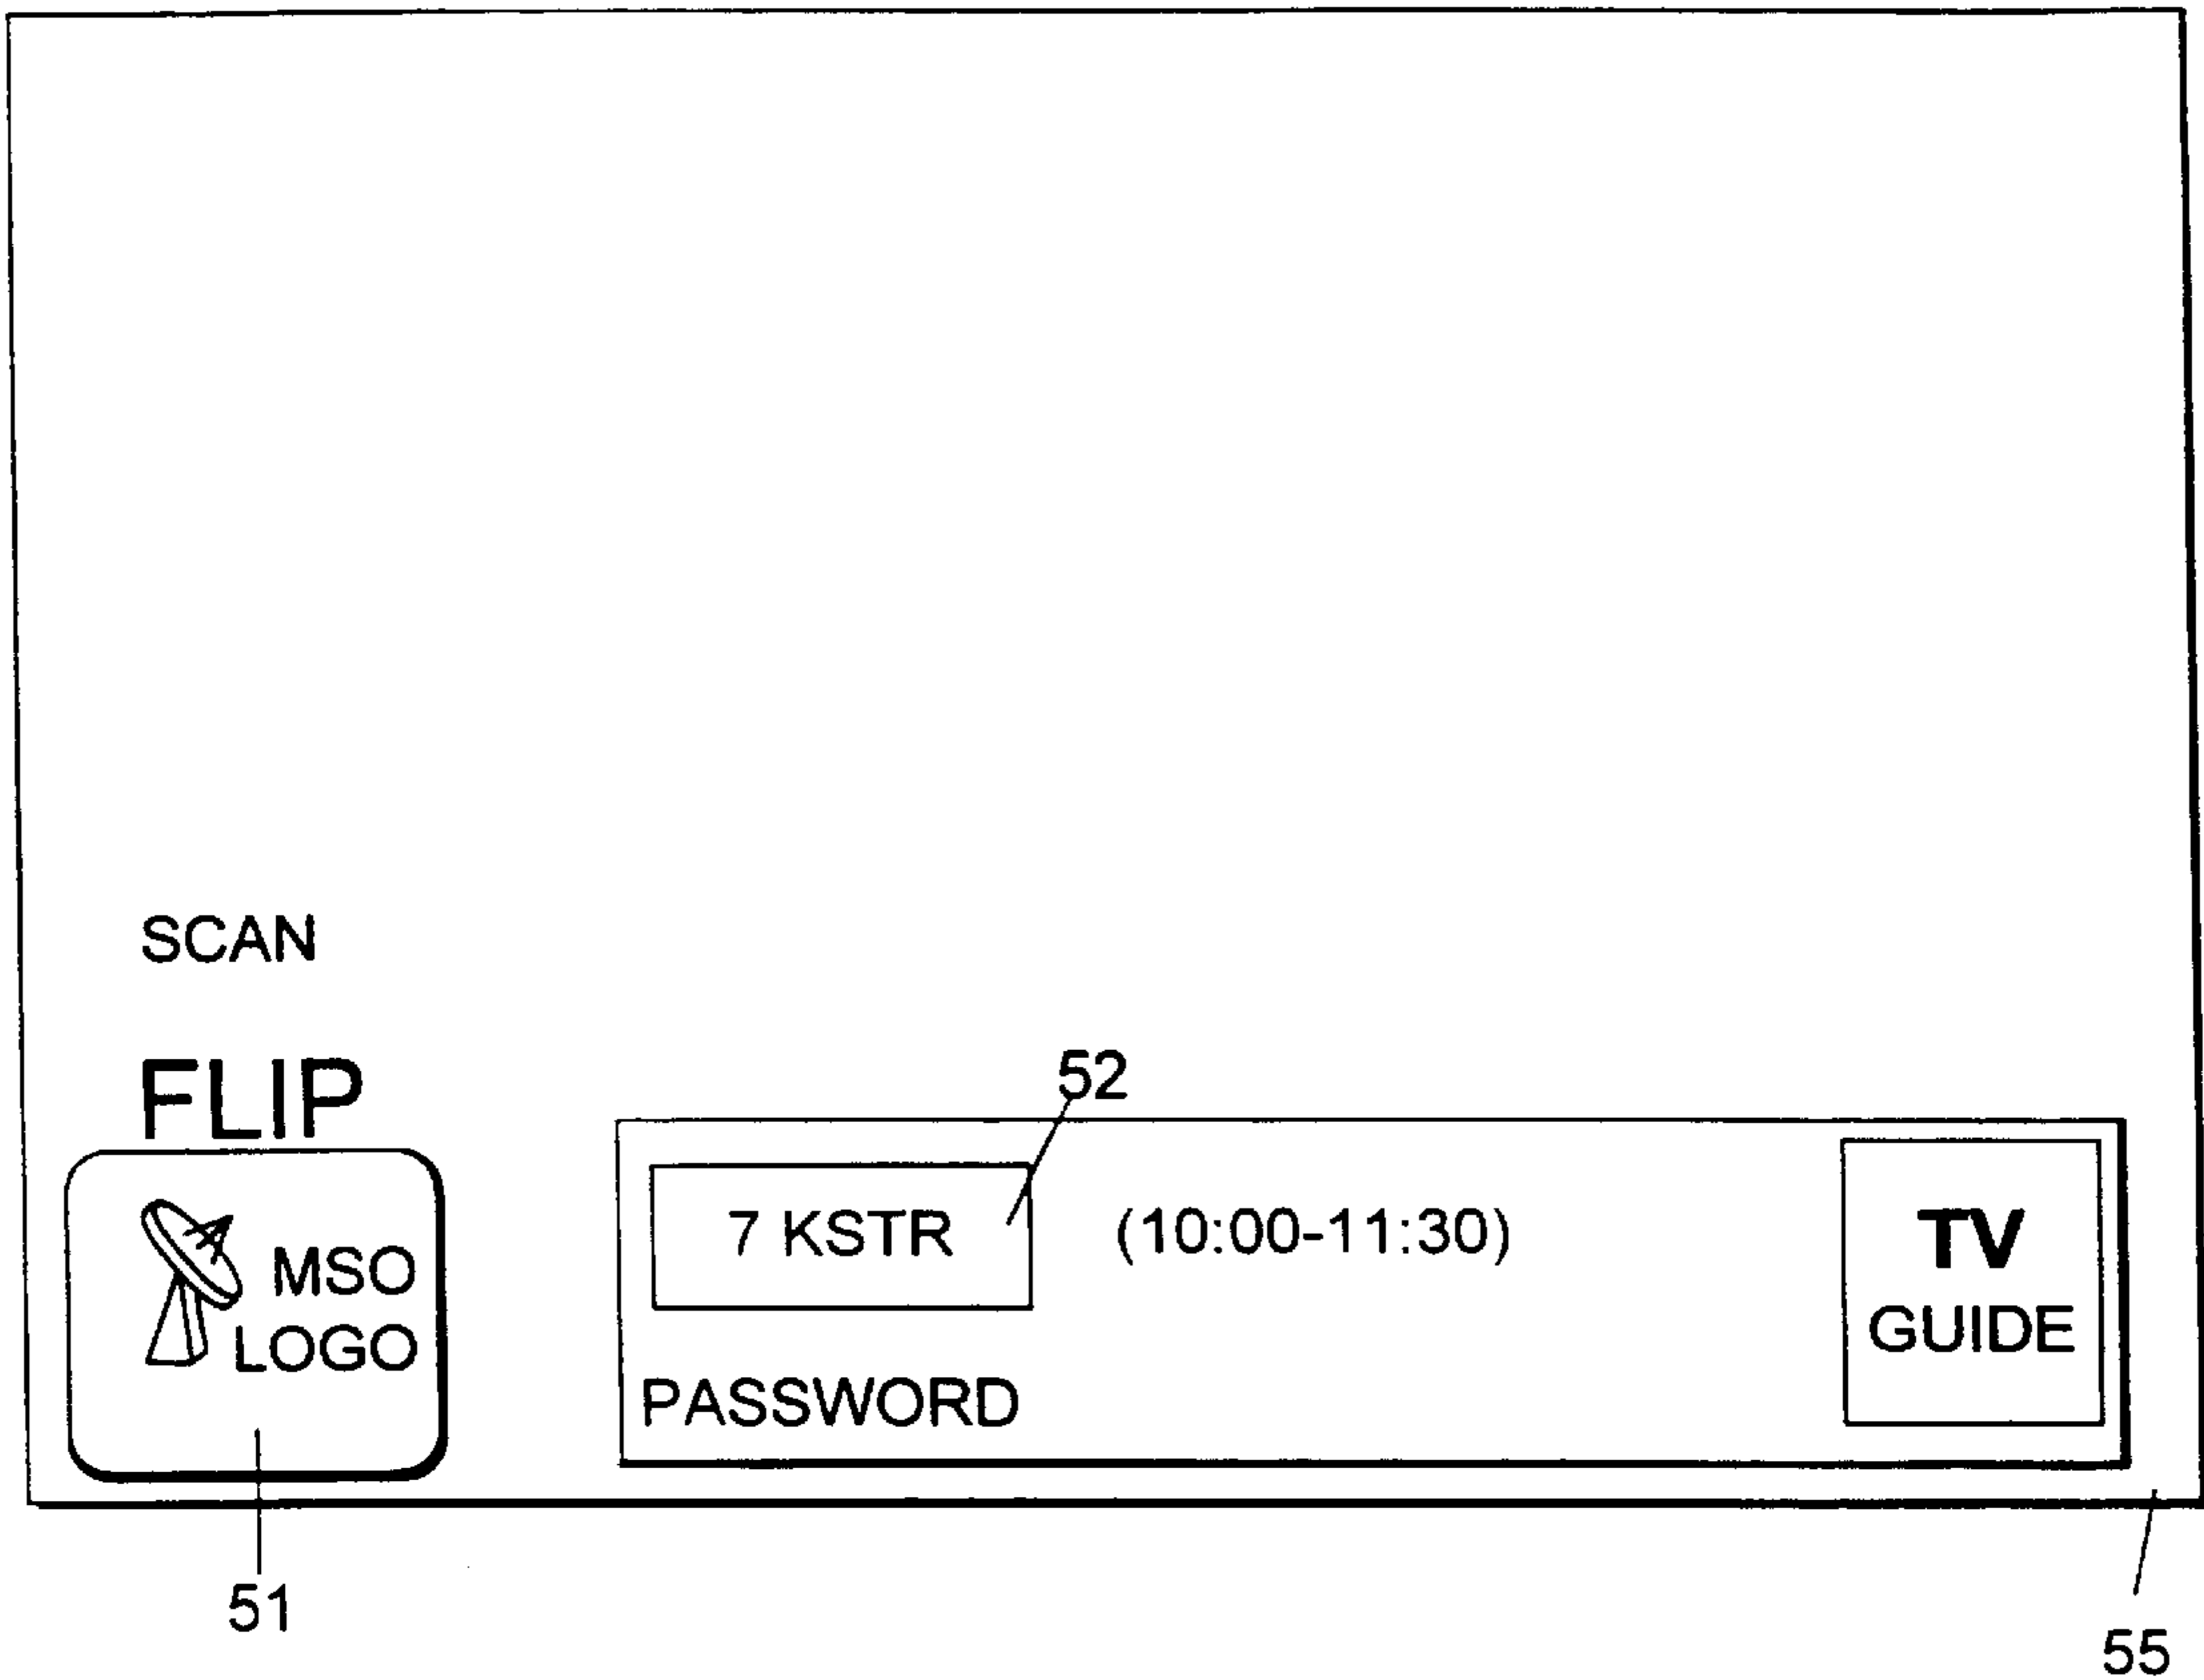 SCAN
FLIP
52
7 KSTR (10:00-11:30)
TV
GUIDE
MSO
LOGO
PASSWORD
51
55